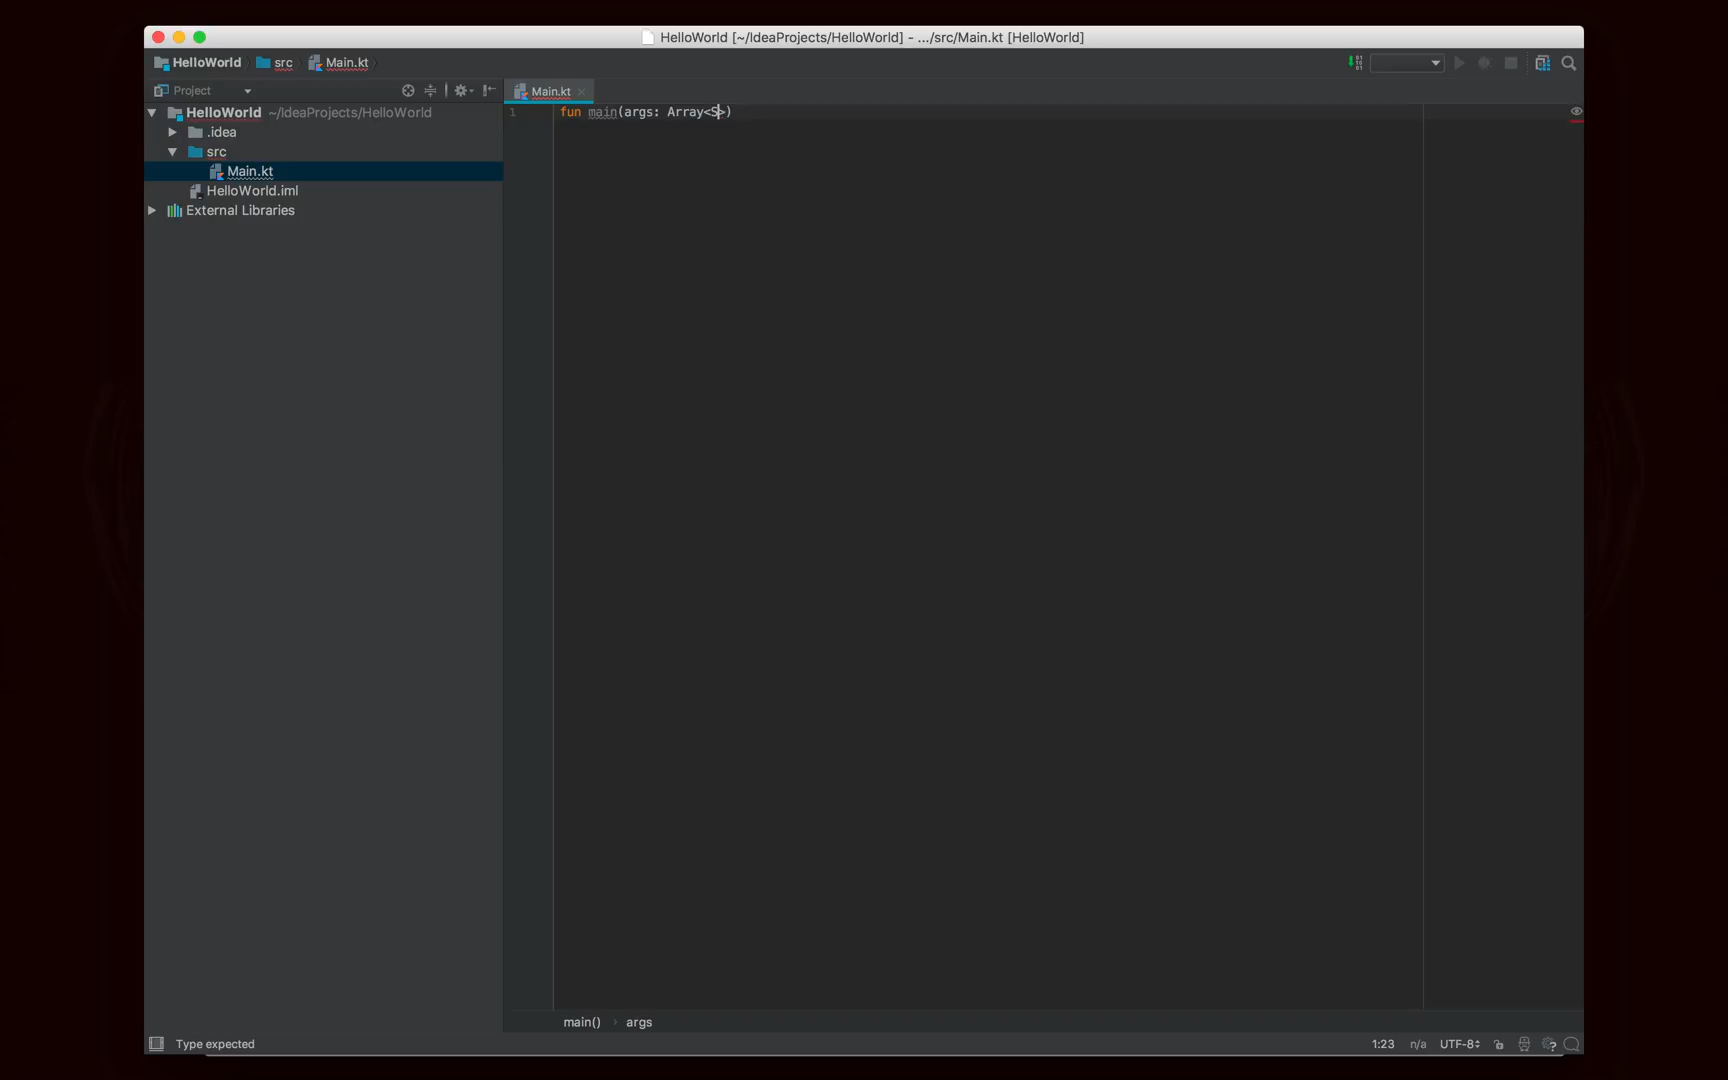 HelloWorld [~/IdeaProjects/HelloWorld] - .../src/Main.kt [HelloWorld]
HelloWorld src Main.kt
Project
Main.kt
HelloWorld ~/IdeaProjects/HelloWorld
1 fun main(args: Array<S>)
.idea
src
Main.kt
HelloWorld.iml
External Libraries
main() › args
Type expected
1:23 n/a UTF-8